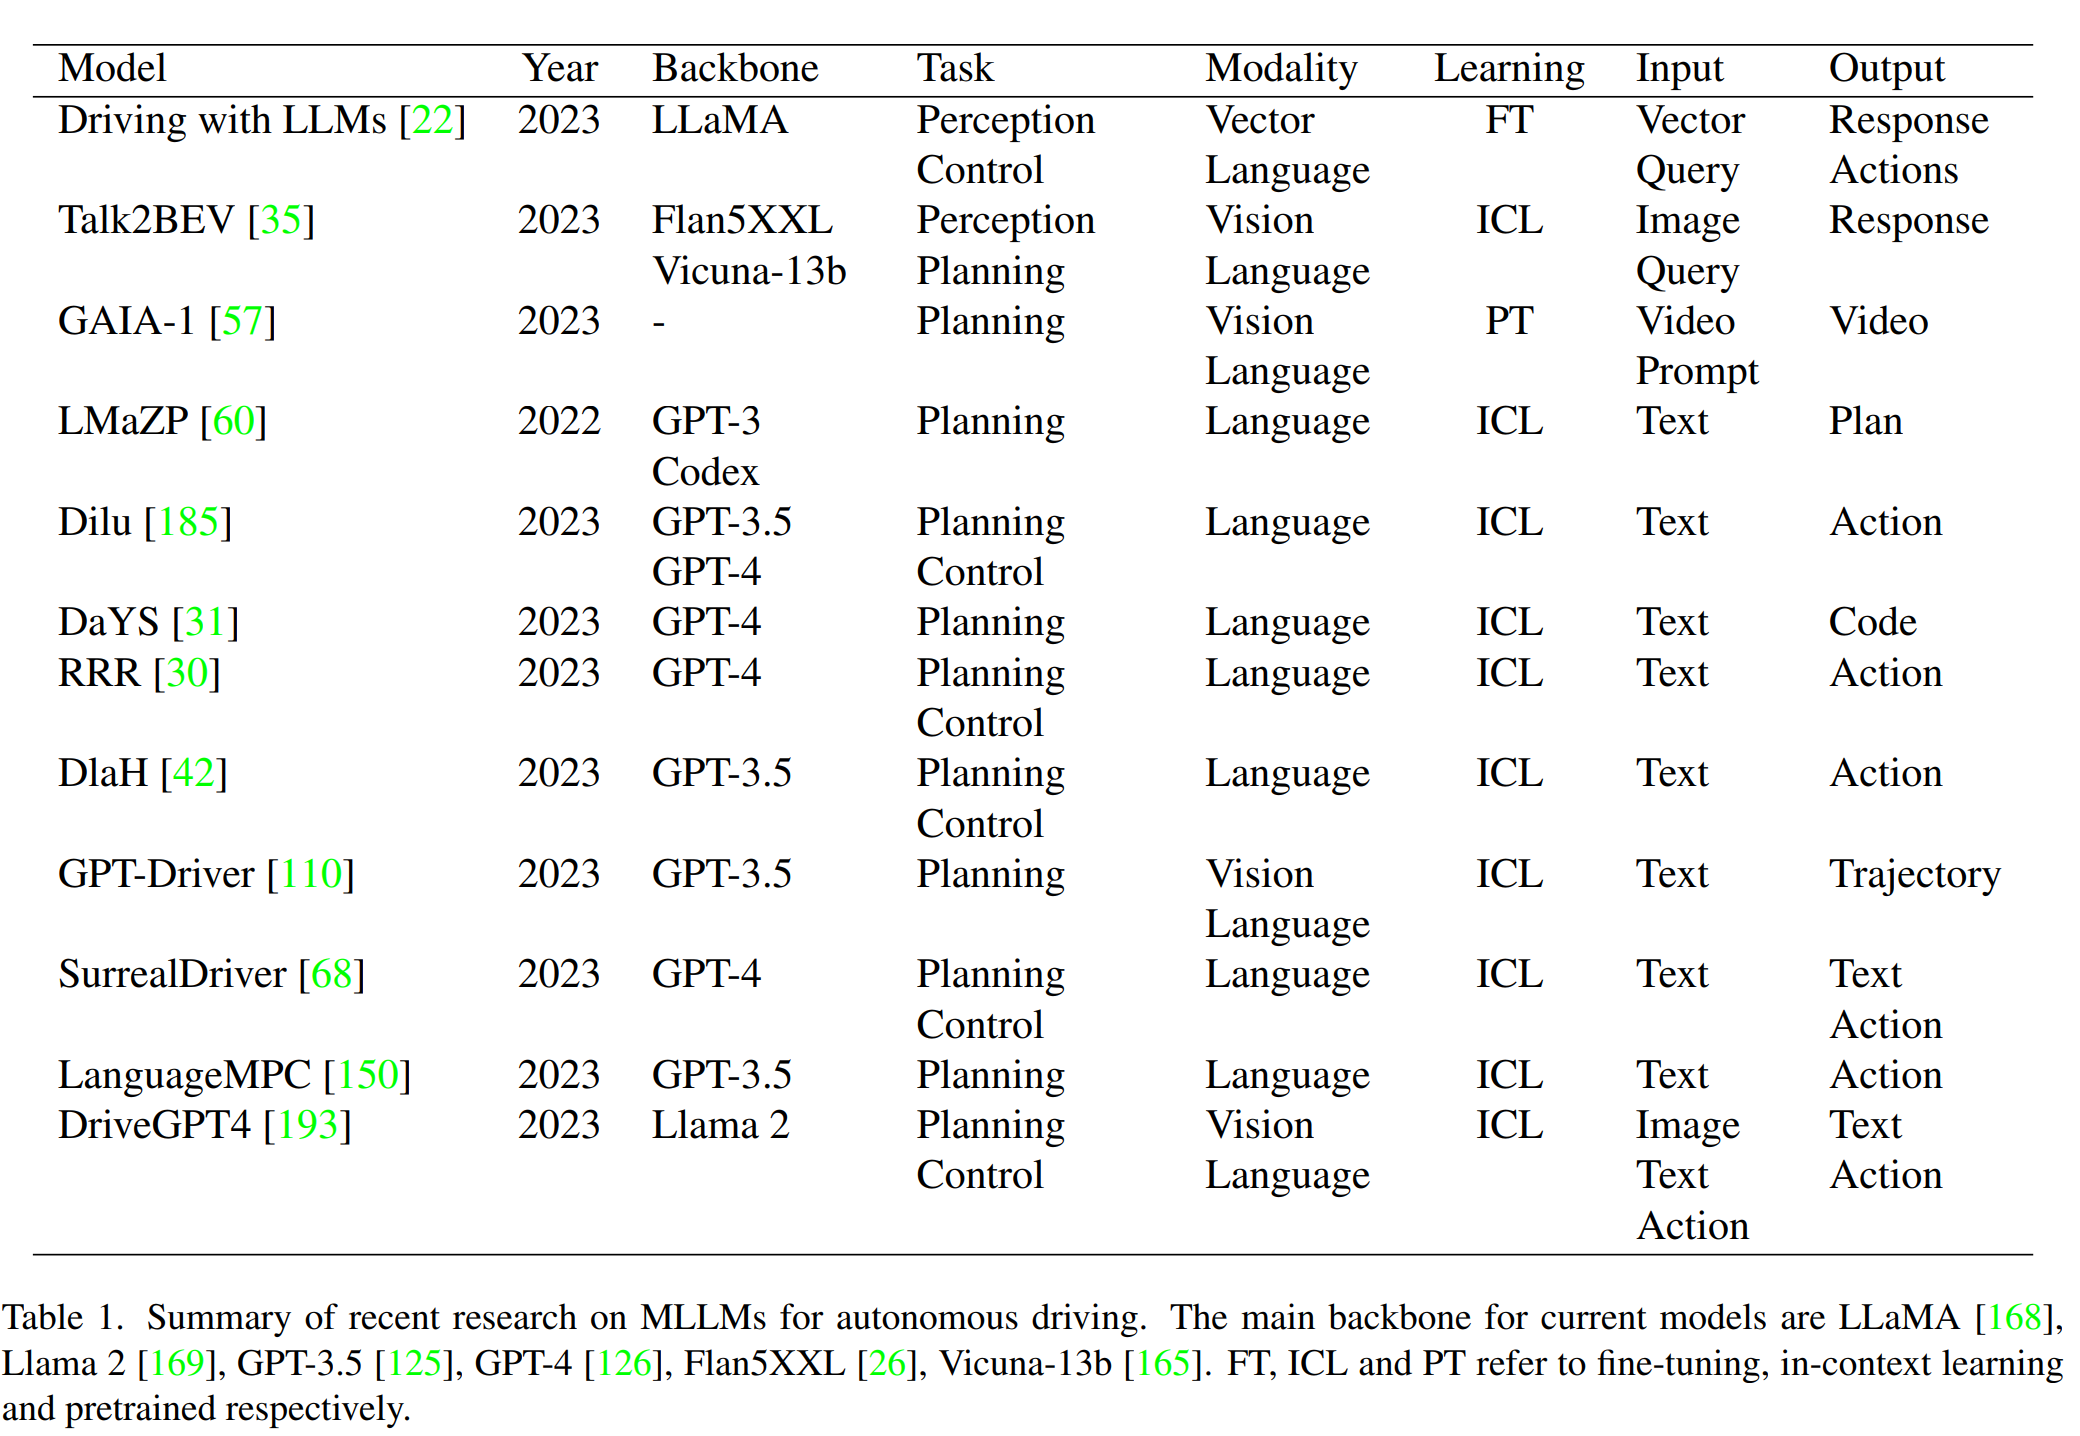 Model Year Backbone Task Modality Learning Input Output
Driving with LLMs [22] 2023 LLaMA Perception Vector FT Vector Response
Control Language Query Actions
Talk2BEV [35] 2023 Flan5XXL Perception Vision ICL Image Response
Vicuna-13b Planning Language Query
GAIA-1 [57] 2023 - Planning Vision PT Video Video
Language Prompt
LMaZP [60] 2022 GPT-3 Planning Language ICL Text Plan
Codex
Dilu [185] 2023 GPT-3.5 Planning Language ICL Text Action
GPT-4 Control
DaYS [31] 2023 GPT-4 Planning Language ICL Text Code
RRR [30] 2023 GPT-4 Planning Language ICL Text Action
Control
DlaH [42] 2023 GPT-3.5 Planning Language ICL Text Action
Control
GPT-Driver [110] 2023 GPT-3.5 Planning Vision ICL Text Trajectory
Language
SurrealDriver [68] 2023 GPT-4 Planning Language ICL Text Text
Control Action
LanguageMPC [150] 2023 GPT-3.5 Planning Language ICL Text Action
DriveGPT4 [193] 2023 Llama 2 Planning Vision ICL Image Text
Control Language Text Action
Action
Table 1. Summary of recent research on MLLMs for autonomous driving. The main backbone for current models are LLaMA [168],
Llama 2 [169], GPT-3.5 [125], GPT-4 [126], Flan5XXL [26], Vicuna-13b [165]. FT, ICL and PT refer to fine-tuning, in-context learning
and pretrained respectively.